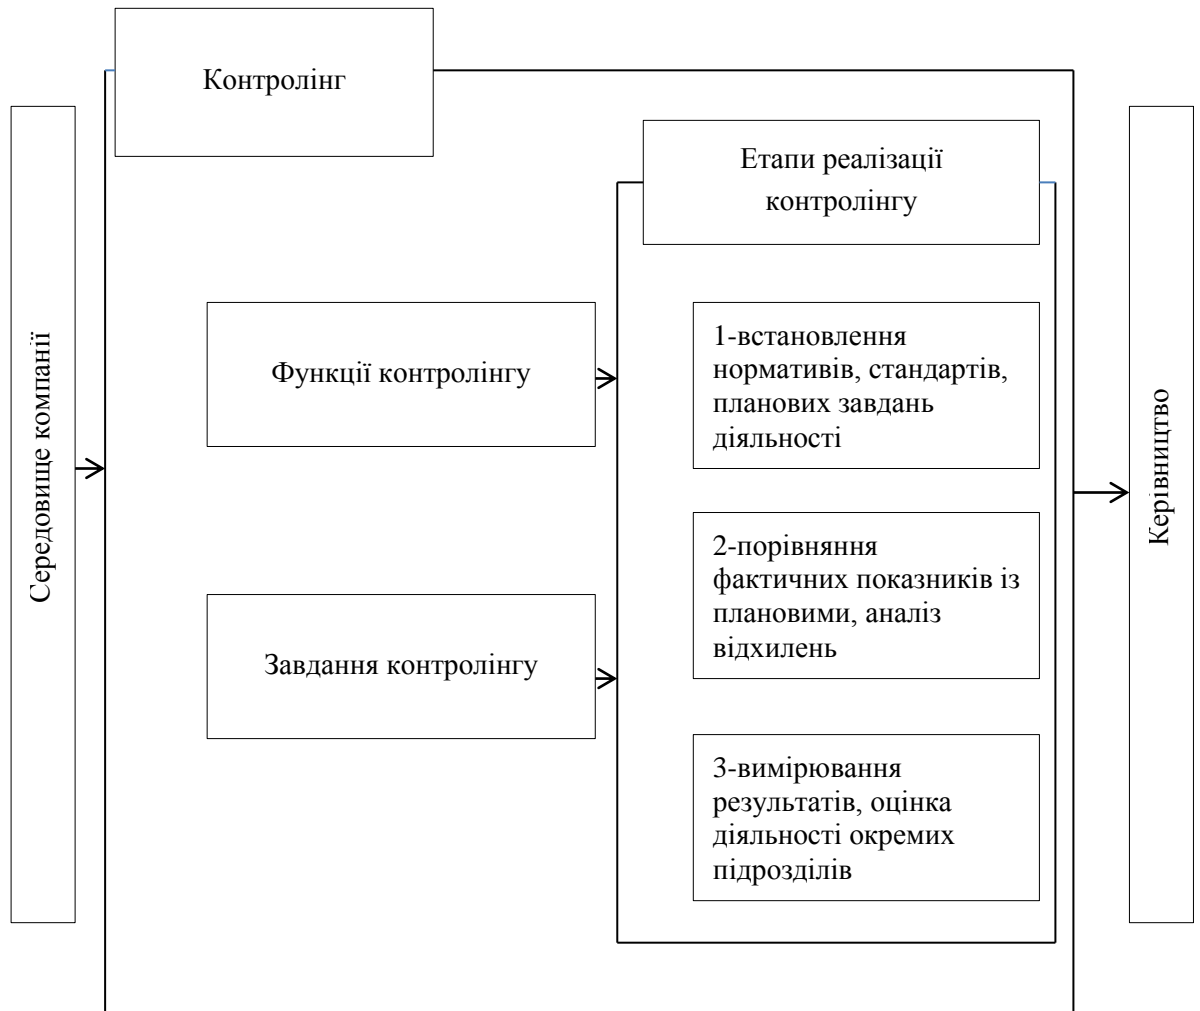 Контролінг
Етапи реалізації
контролінгу
Середовище компанії
Функції контролінгу
1-встановлення
нормативів, стандартів,
планових завдань
діяльності
Завдання контролінгу
2-порівняння
фактичних показників із
плановими, аналіз
відхилень
3-вимірювання
результатів, оцінка
діяльності окремих
підрозділів
Керівництво